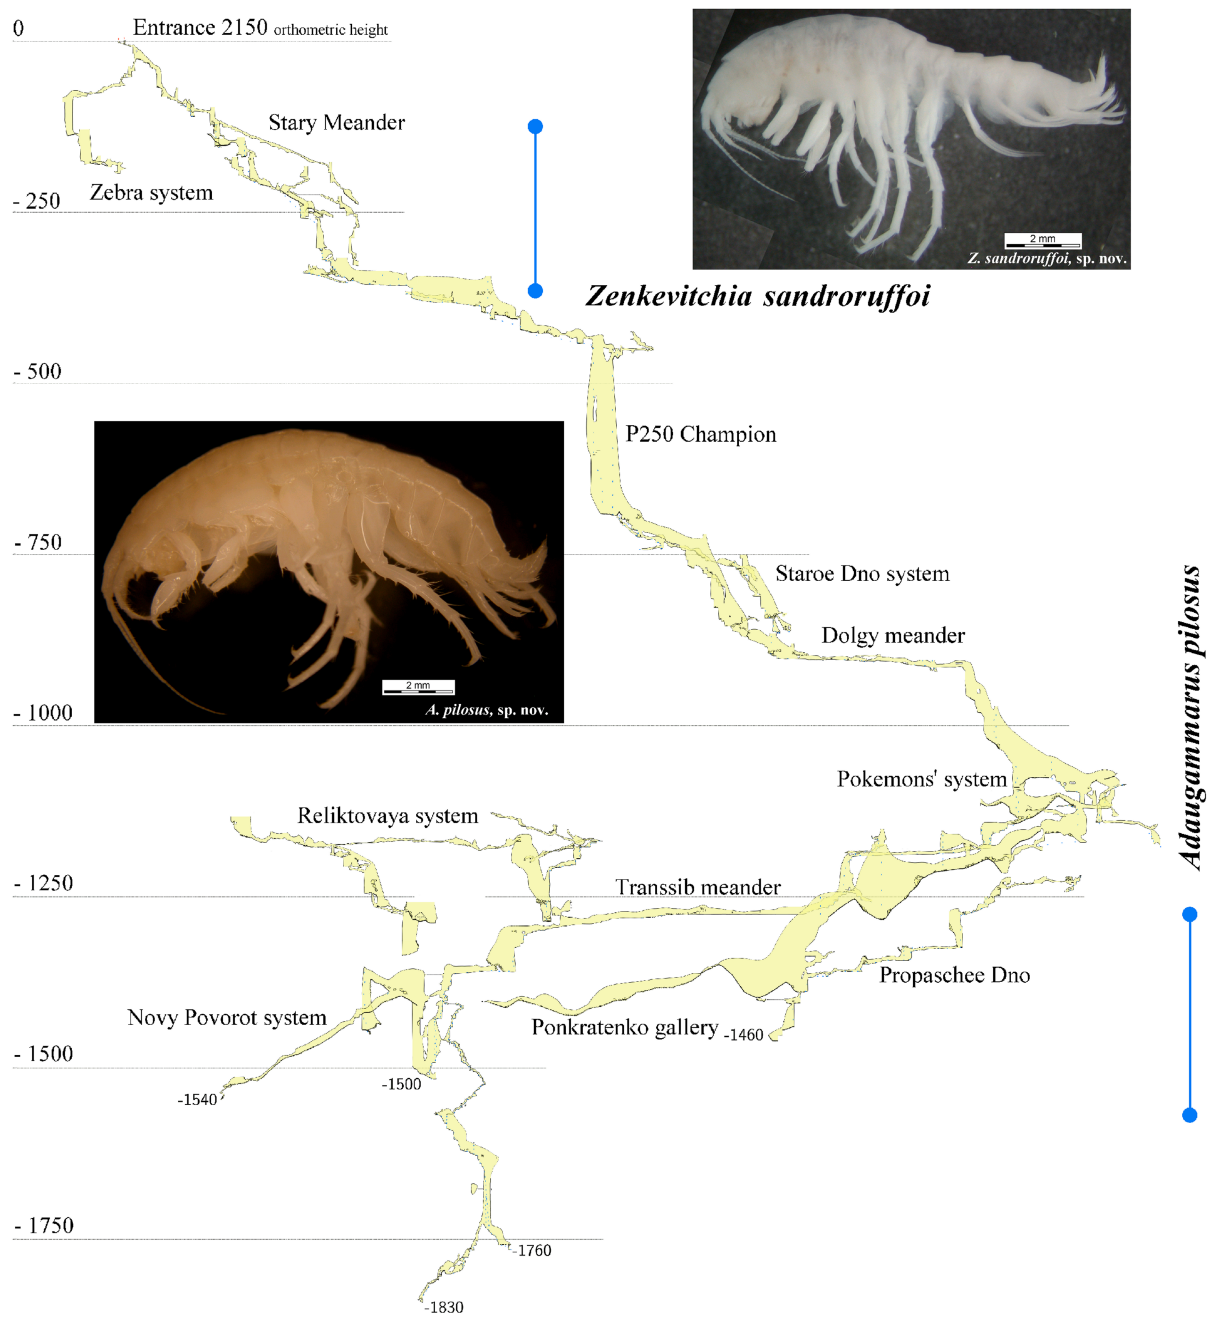 0
Entrance 2150 orthometric height
Stary Meander
Zebra system
- 250
2 mm
Z. sandroruffoi, sp. nov.
Zenkevitchia sandroruffoi
- 500
P250 Champion
- 750
Staroe Dno system
Dolgy meander
2 mm
A. pilosus, sp. nov.
- 1000
Pokemons' system
Adaugammarus pilosus
Reliktovaya system
- 1250
Transsib meander
Propaschee Dno
Novy Povorot system
Ponkratenko gallery
-1460
- 1500
-1500
-1540
- 1750
-1760
-1830